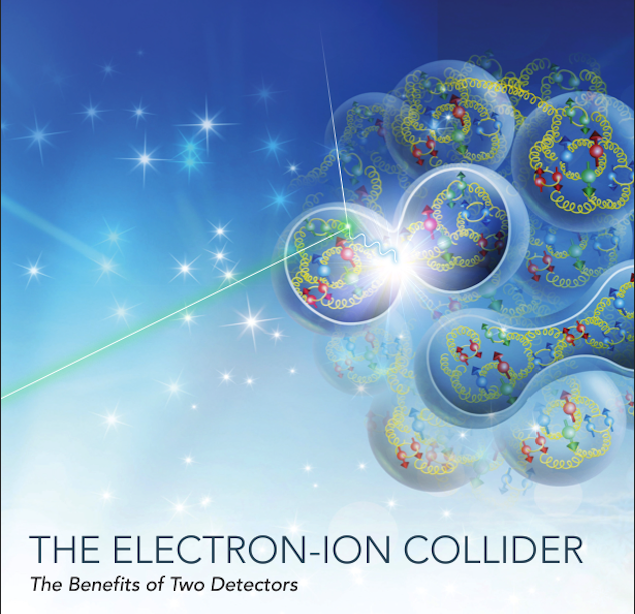 THE ELECTRON-ION COLLIDER
The Benefits of Two Detectors